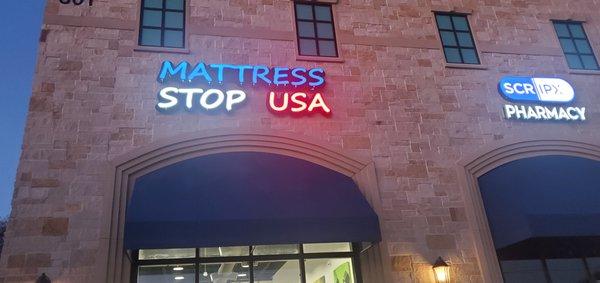 MATTRESS
STOP USA
SCRIPX
PHARMACY